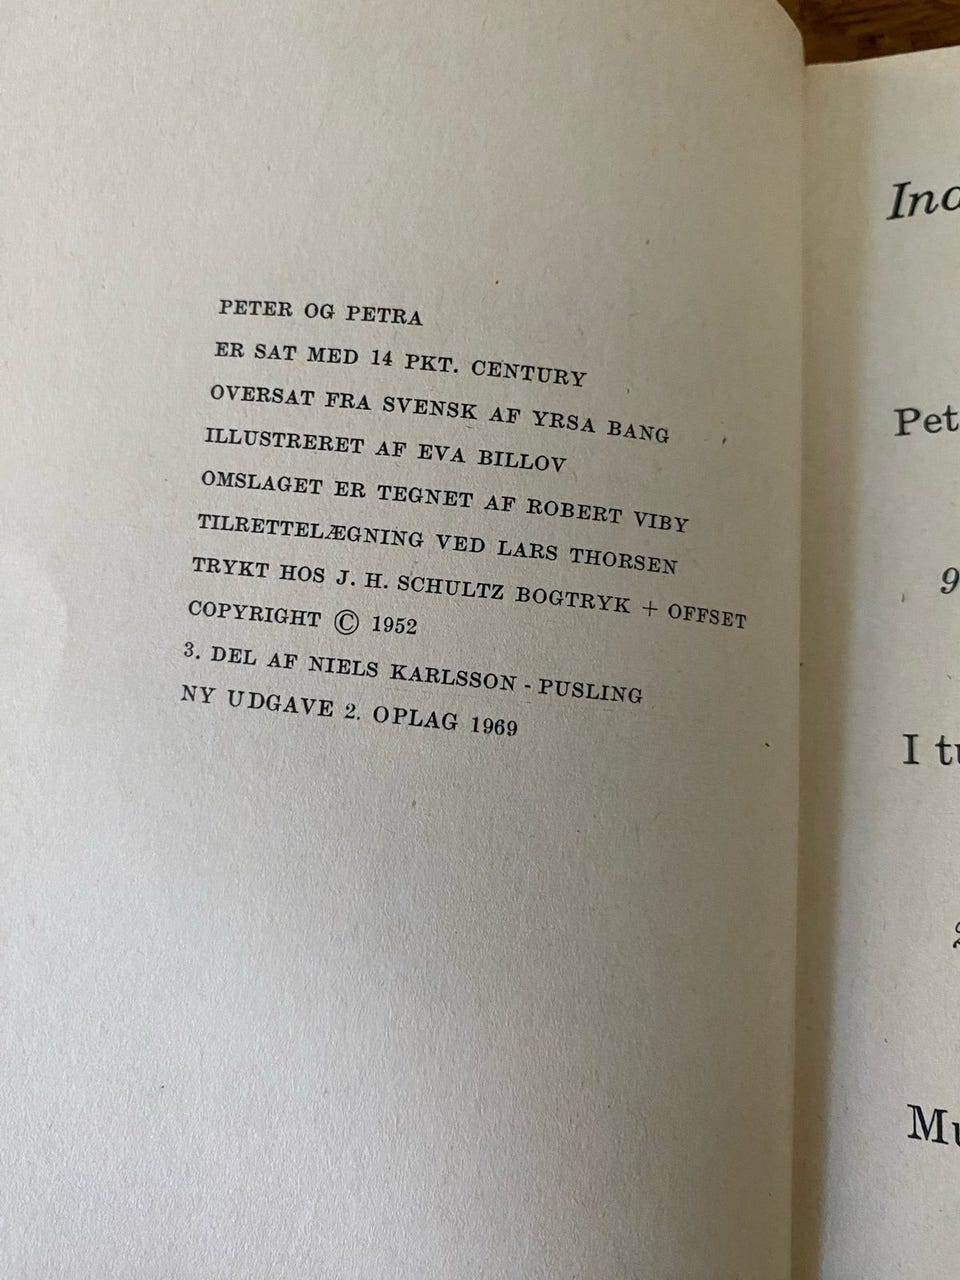 PETER OG PETRA
ER SAT MED 14 PKT. CENTURY
OVERSAT FRA SVENSK AF YRSA BANG
ILLUSTRERET AF EVA BILLOV
OMSLAGET ER TEGNET AF ROBERT VIBY
TILRETTELÆGNING VED LARS THORSEN
TRYKT HOS J. H. SCHULTZ BOGTRYK + OFFSET
COPYRIGHT © 1952
3. DEL AF NIELS KARLSSON - PUSLING
NY UDGAVE 2. OPLAG 1969
Pet
9